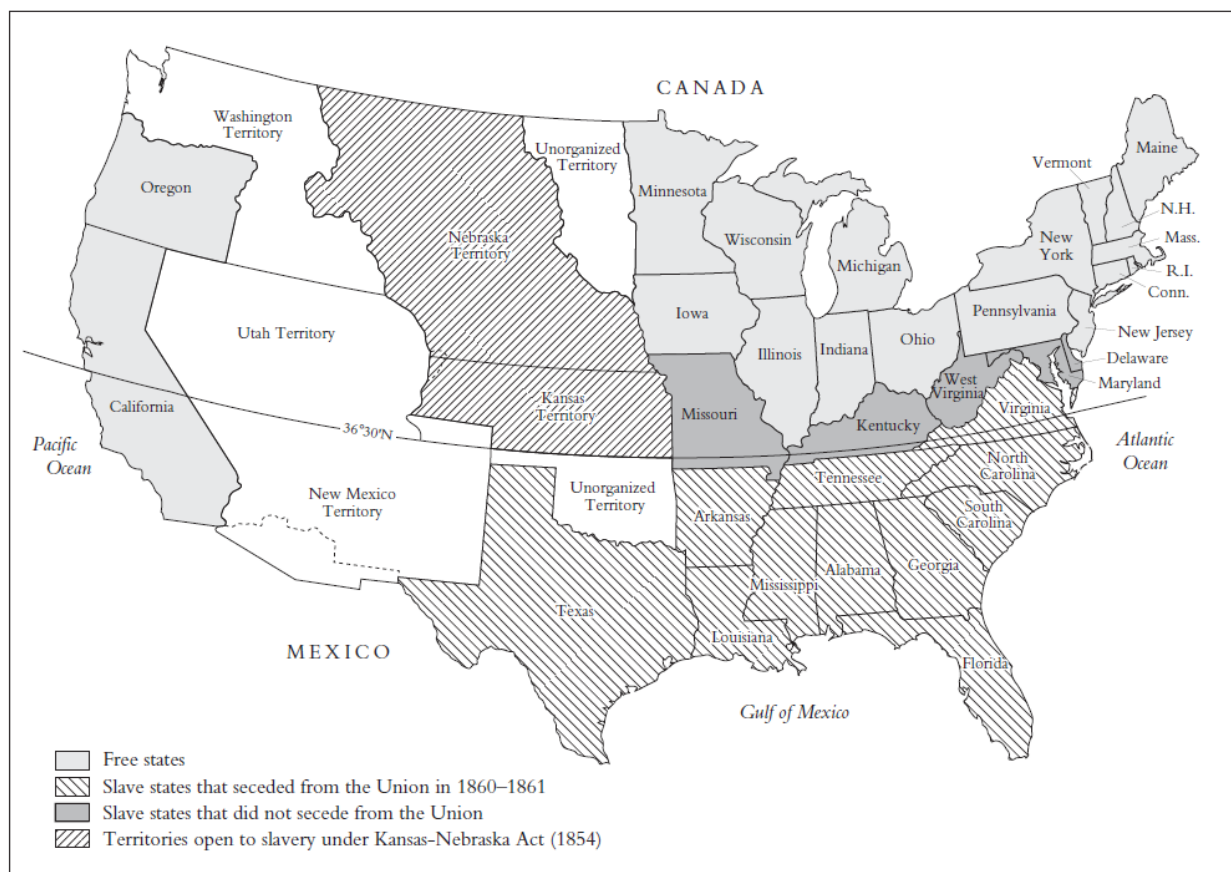 CANADA
Washington
Territory
Unorganized
Territory
Maine
Vermont
Oregon
Minnesota
N.H.
Nebraska
Territory
Wisconsin
New
York
Mass.
Michigan
R.I.
Conn.
Iowa
Pennsylvania
Utah Territory
Illinois
Indiana
Ohio
New Jersey
Delaware
West
Virginia
Maryland
California
Kansas
Territory
Missouri
Kentucky
Virginia
36°30'N
Pacific
Ocean
Atlantic
Ocean
North
Carolina
Tennessee
New Mexico
Territory
Unorganized
Territory
Arkansas
South
Carolina
Mississippi
Alabama
Georgia
Texas
Louisiana
MEXICO
Florida
Gulf of Mexico
Free states
Slave states that seceded from the Union in 1860–1861
Slave states that did not secede from the Union
Territories open to slavery under Kansas-Nebraska Act (1854)